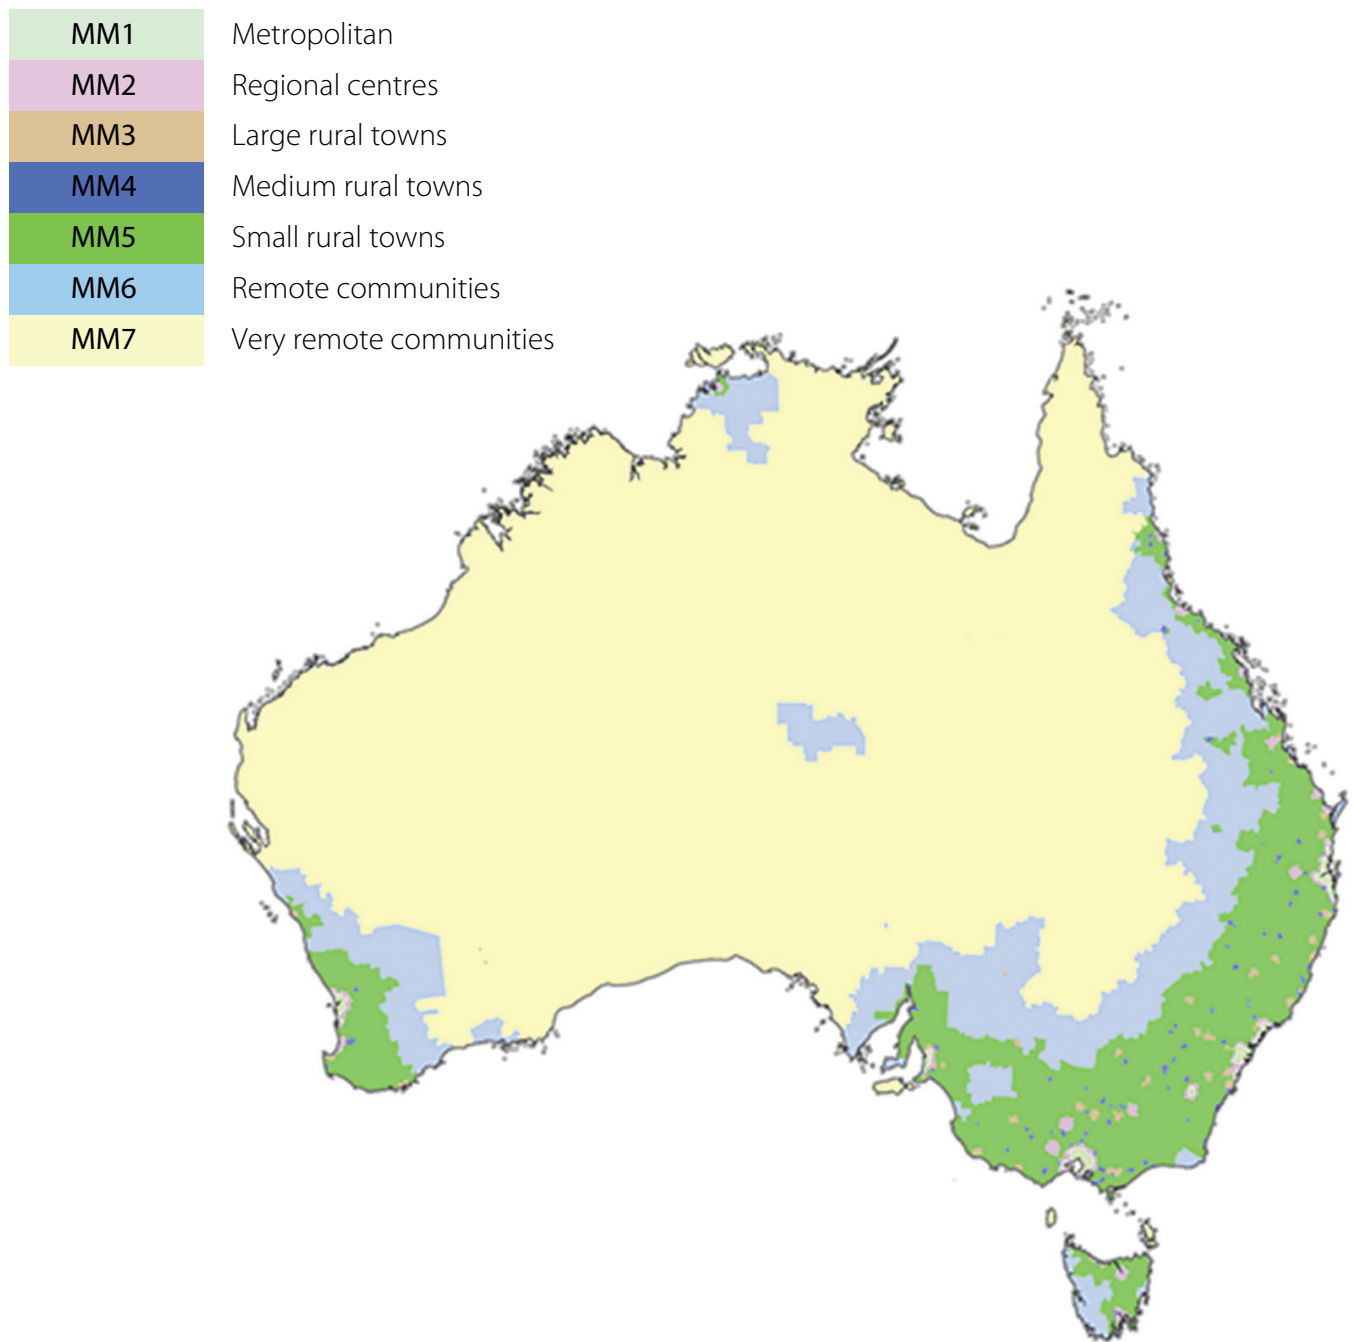 MM1 Metropolitan
MM2 Regional centres
MM3 Large rural towns
MM4 Medium rural towns
MM5 Small rural towns
MM6 Remote communities
MM7 Very remote communities